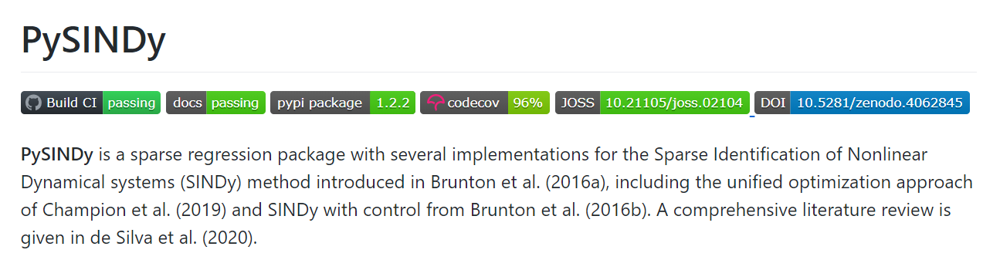 PySINDy
Build CI passing docs passing pypi package 1.2.2 codecov 96% JOSS 10.21105/joss.02104 DOI 10.5281/zenodo.4062845
PySINDy is a sparse regression package with several implementations for the Sparse Identification of Nonlinear
Dynamical systems (SINDy) method introduced in Brunton et al. (2016a), including the unified optimization approach
of Champion et al. (2019) and SINDy with control from Brunton et al. (2016b). A comprehensive literature review is
given in de Silva et al. (2020).